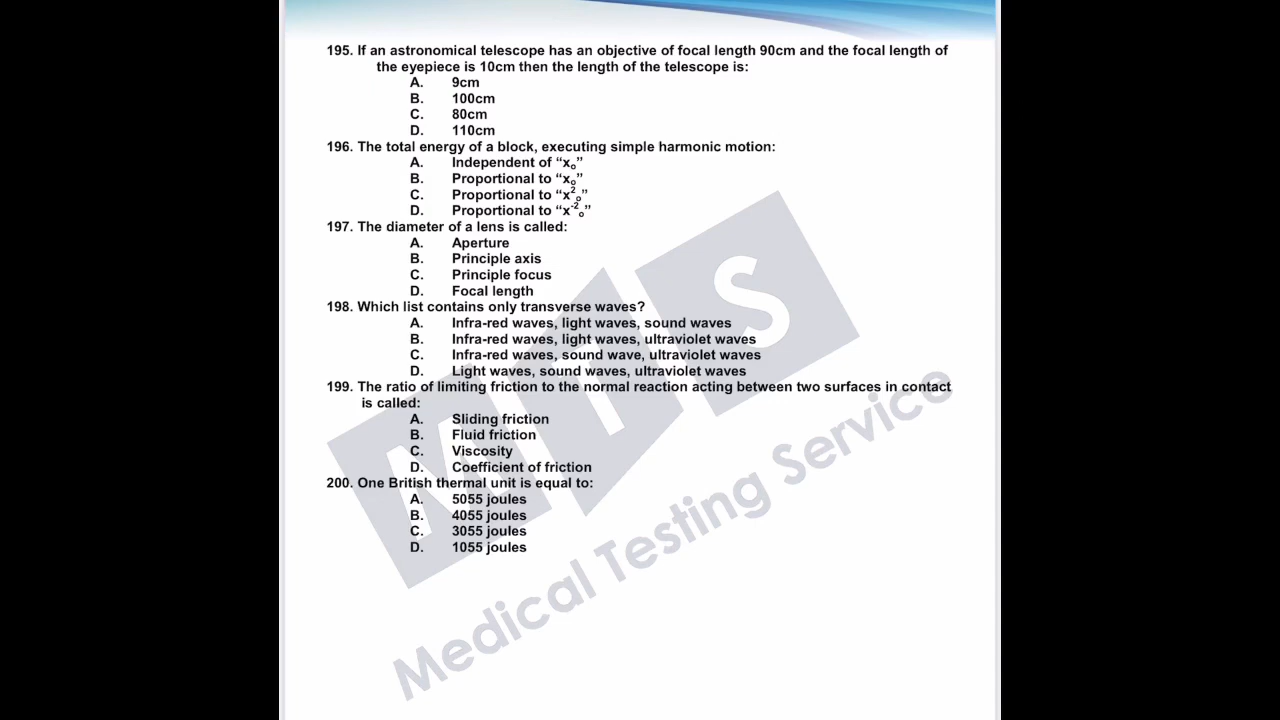 195. If an astronomical telescope has an objective of focal length 90cm and the focal length of
the eyepiece is 10cm then the length of the telescope is:
A. 9cm
B. 100cm
C. 80cm
D. 110cm
196. The total energy of a block, executing simple harmonic motion:
A. Independent of “xₒ”
B. Proportional to “xₒ”
C. Proportional to “x²ₒ”
D. Proportional to “x⁻²ₒ”
197. The diameter of a lens is called:
A. Aperture
B. Principle axis
C. Principle focus
D. Focal length
198. Which list contains only transverse waves?
A. Infra-red waves, light waves, sound waves
B. Infra-red waves, light waves, ultraviolet waves
C. Infra-red waves, sound wave, ultraviolet waves
D. Light waves, sound waves, ultraviolet waves
199. The ratio of limiting friction to the normal reaction acting between two surfaces in contact
is called:
A. Sliding friction
B. Fluid friction
C. Viscosity
D. Coefficient of friction
200. One British thermal unit is equal to:
A. 5055 joules
B. 4055 joules
C. 3055 joules
D. 1055 joules
MTS
Medical Testing Service